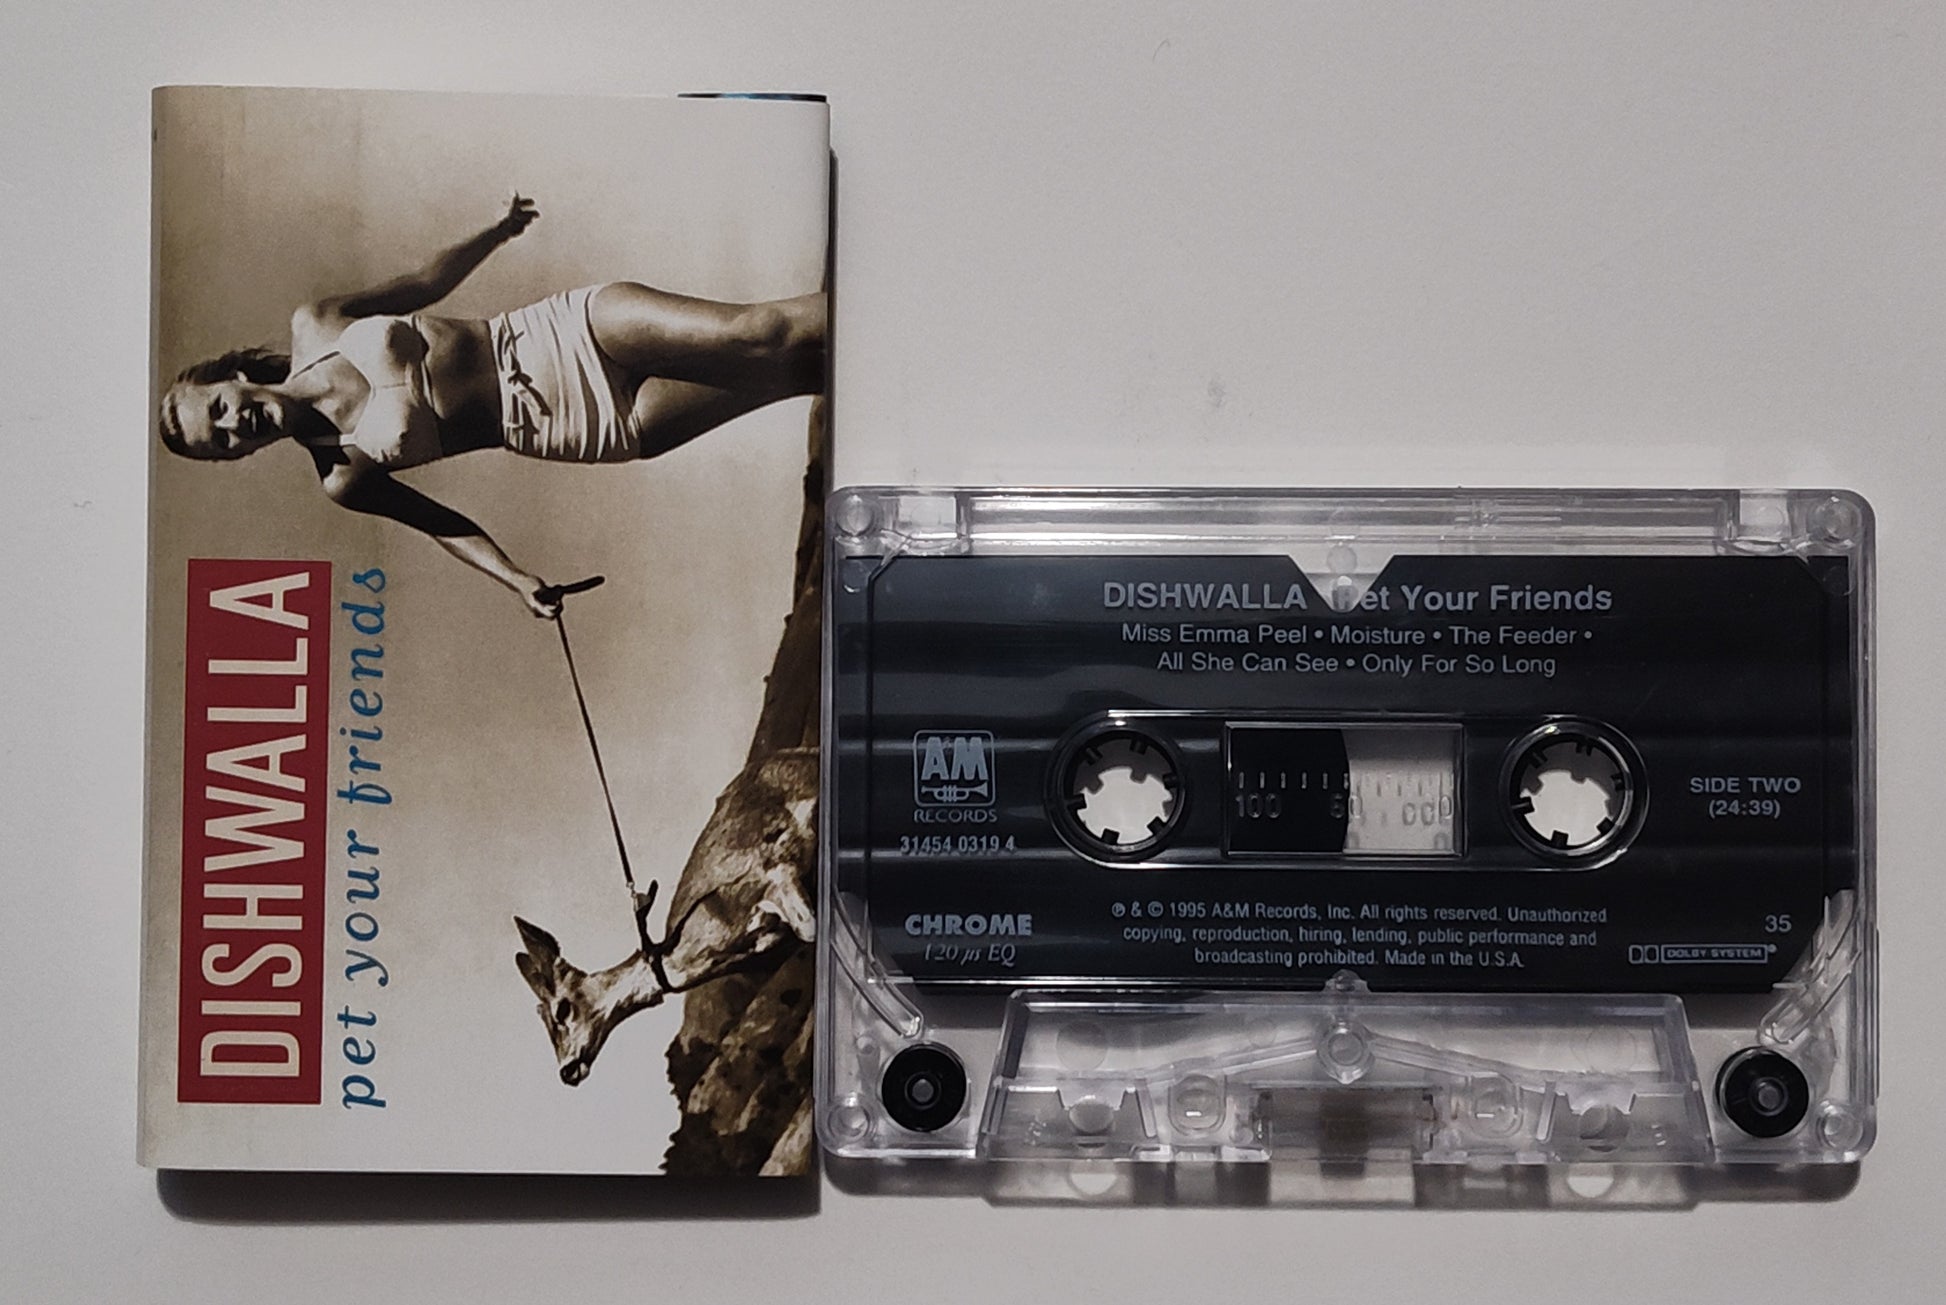 DISHWALLA
pet your friends
DISHWALLA Pet Your Friends
Miss Emma Peel • Moisture • The Feeder •
All She Can See • Only For So Long
A&M
RECORDS
31454 0319 4
100 50 000
SIDE TWO
(24:39)
CHROME
120 µs EQ
℗ & © 1995 A&M Records, Inc. All rights reserved. Unauthorized
copying, reproduction, hiring, lending, public performance and
broadcasting prohibited. Made in the U.S.A.
35
DOLBY SYSTEM®